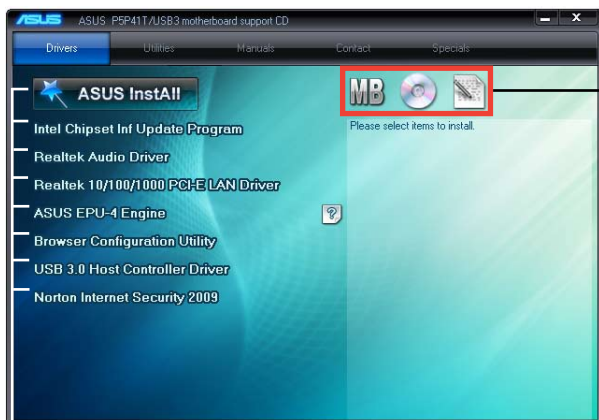 ASUS ASUS P5P41T/USB3 motherboard support CD
Drivers Utilities Manuals Contact Specials
ASUS InstAll
MB
Please select items to install.
Intel Chipset Inf Update Program
Realtek Audio Driver
Realtek 10/100/1000 PCI-E LAN Driver
ASUS EPU-4 Engine
?
Browser Configuration Utility
USB 3.0 Host Controller Driver
Norton Internet Security 2009